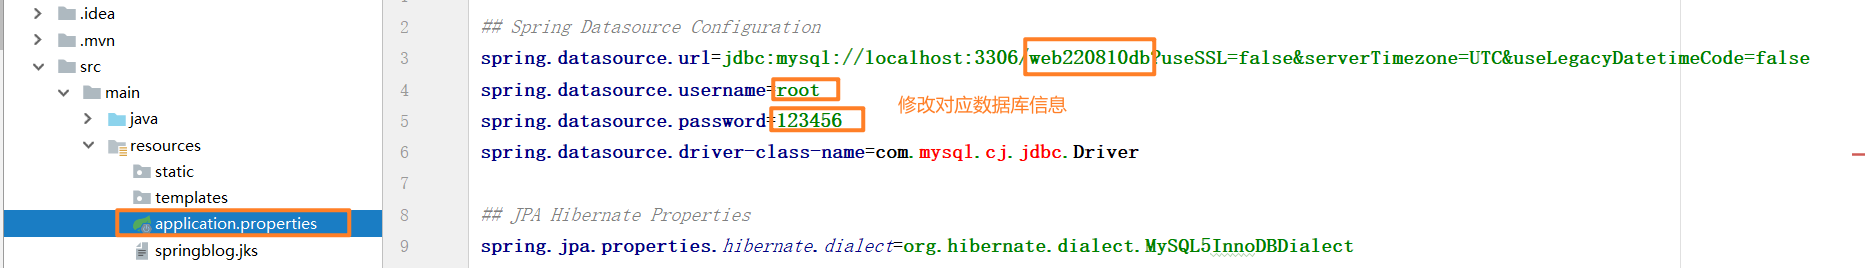 .idea
.mvn
src
main
java
resources
static
templates
application.properties
springblog.jks
2 ## Spring Datasource Configuration
3 spring.datasource.url=jdbc:mysql://localhost:3306/web220810db?useSSL=false&serverTimezone=UTC&useLegacyDatetimeCode=false
4 spring.datasource.username=root
修改对应数据库信息
5 spring.datasource.password=123456
6 spring.datasource.driver-class-name=com.mysql.cj.jdbc.Driver
7
8 ## JPA Hibernate Properties
9 spring.jpa.properties.hibernate.dialect=org.hibernate.dialect.MySQL5InnoDBDialect